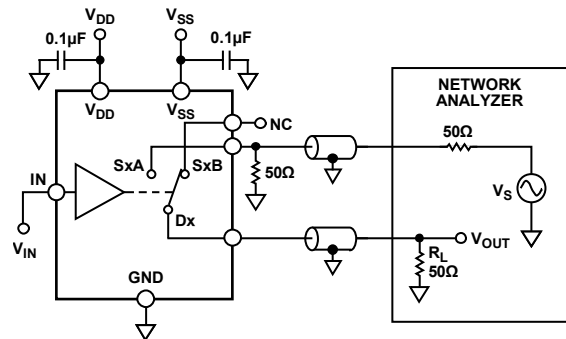 VDD
VSS
0.1µF
0.1µF
VDD
VSS
NETWORK
ANALYZER
NC
50Ω
SxA
SxB
50Ω
IN
VS
Dx
VIN
VOUT
RL
50Ω
GND